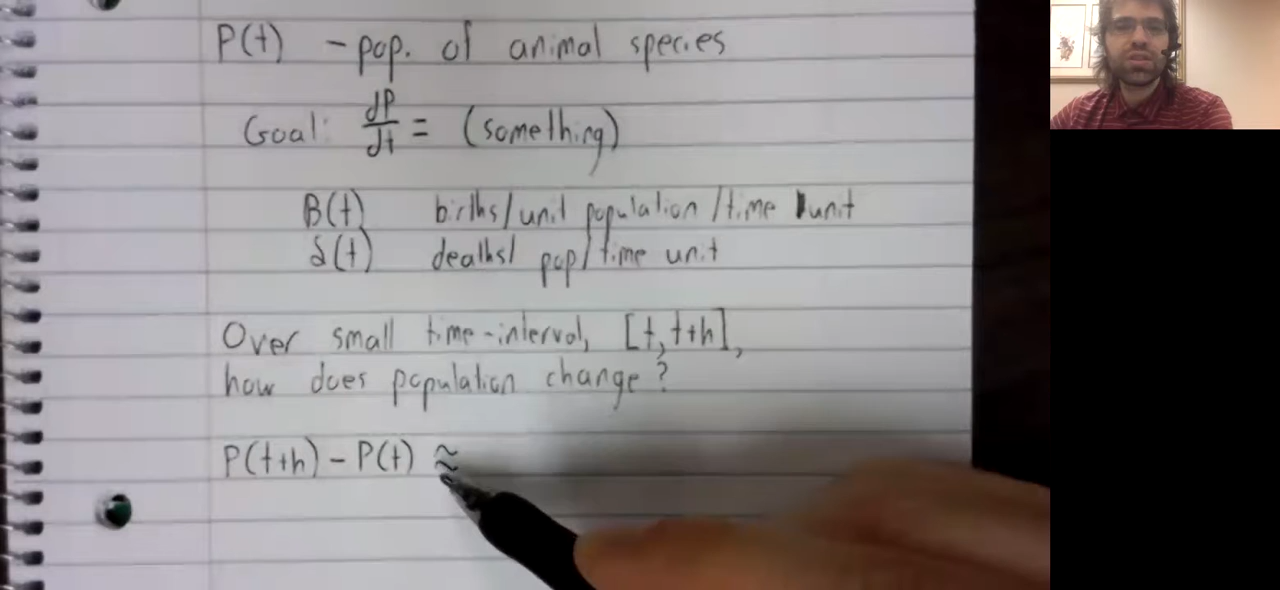 P(t) - pop. of animal species
Goal: dP/dt = (something)
B(t) births/unit population/time unit
δ(t) deaths/ pop/time unit
Over small time-interval, [t, t+h],
how does population change?
P(t+h) - P(t) ≈